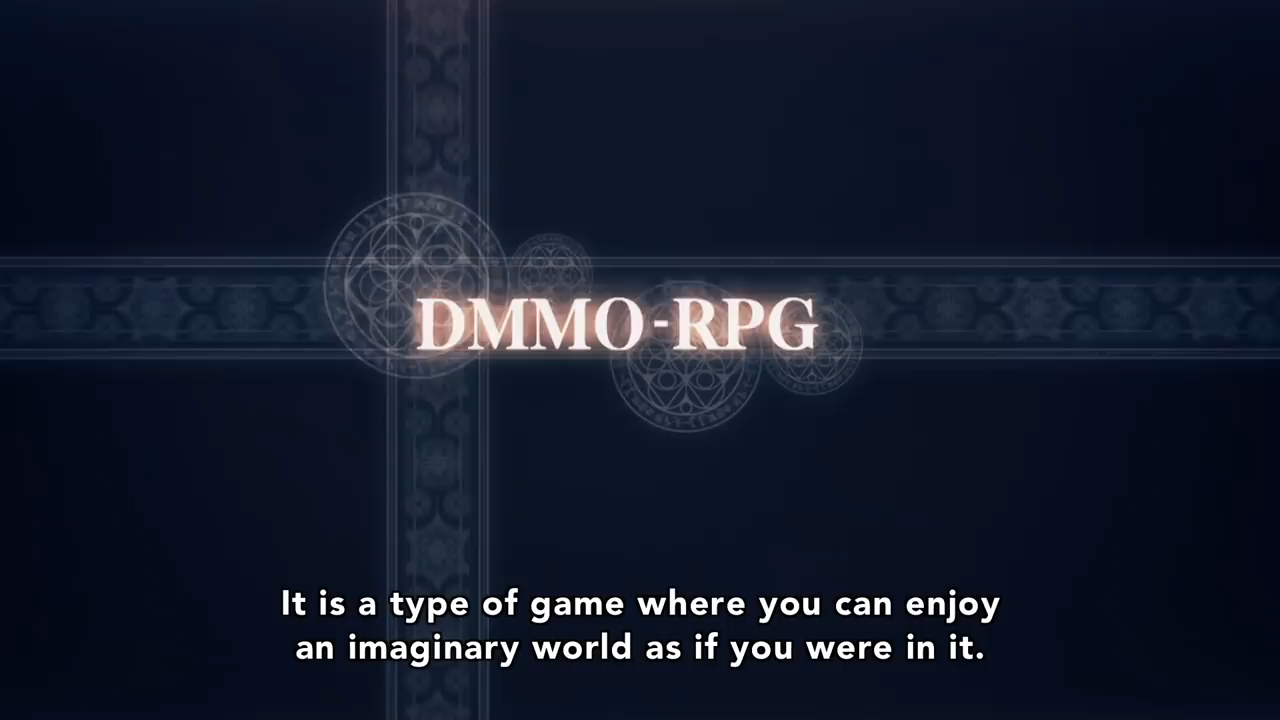 DMMO-RPG
It is a type of game where you can enjoy
an imaginary world as if you were in it.